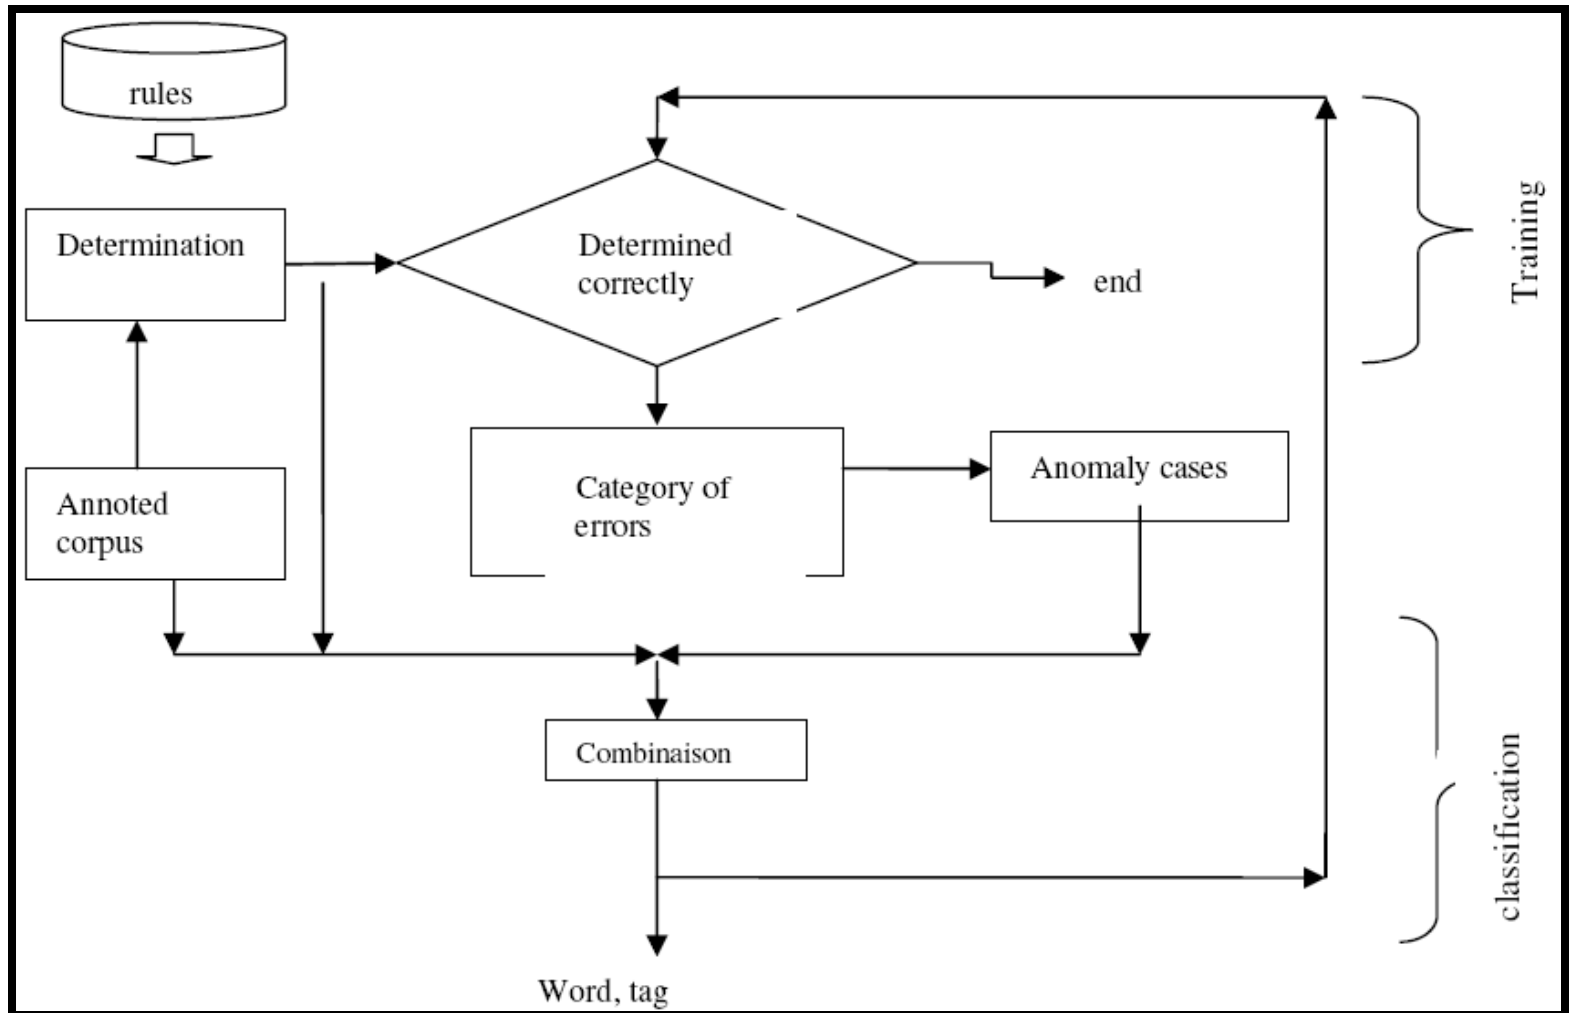 rules
Determination
Determined
correctly
end
Training
Annoted
corpus
Category of
errors
Anomaly cases
Combinaison
classification
Word, tag